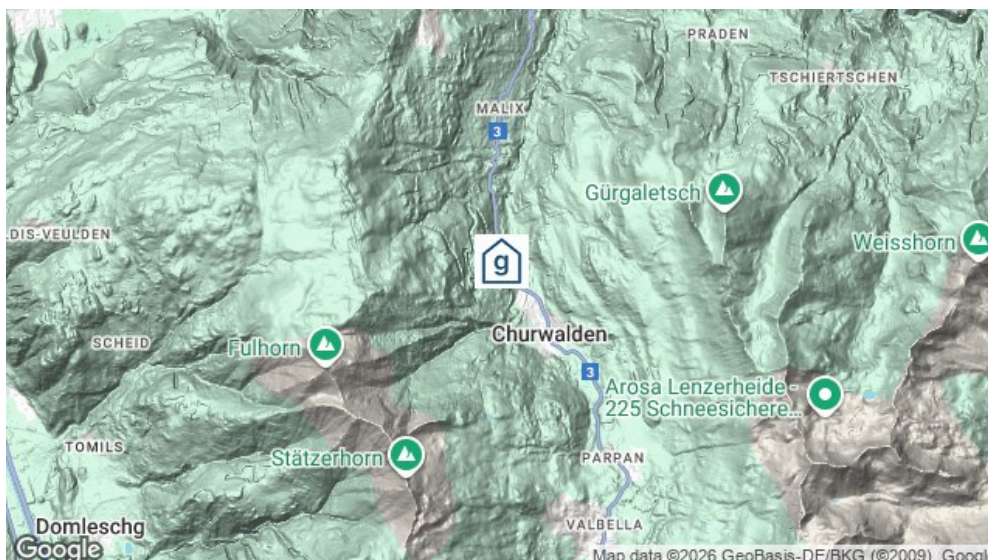 PRADEN
TSCHIERTSCHEN
MALIX
3
Gürgaletsch
LDIS-VEULDEN
Weisshorn
g
Churwalden
SCHEID
Fulhorn
3
Arosa Lenzerheide -
225 Schneesichere...
TOMILS
Stätzerhorn
PARPAN
Domleschg
VALBELLA
Google
Map data ©2026 GeoBasis-DE/BKG (©2009), Googl